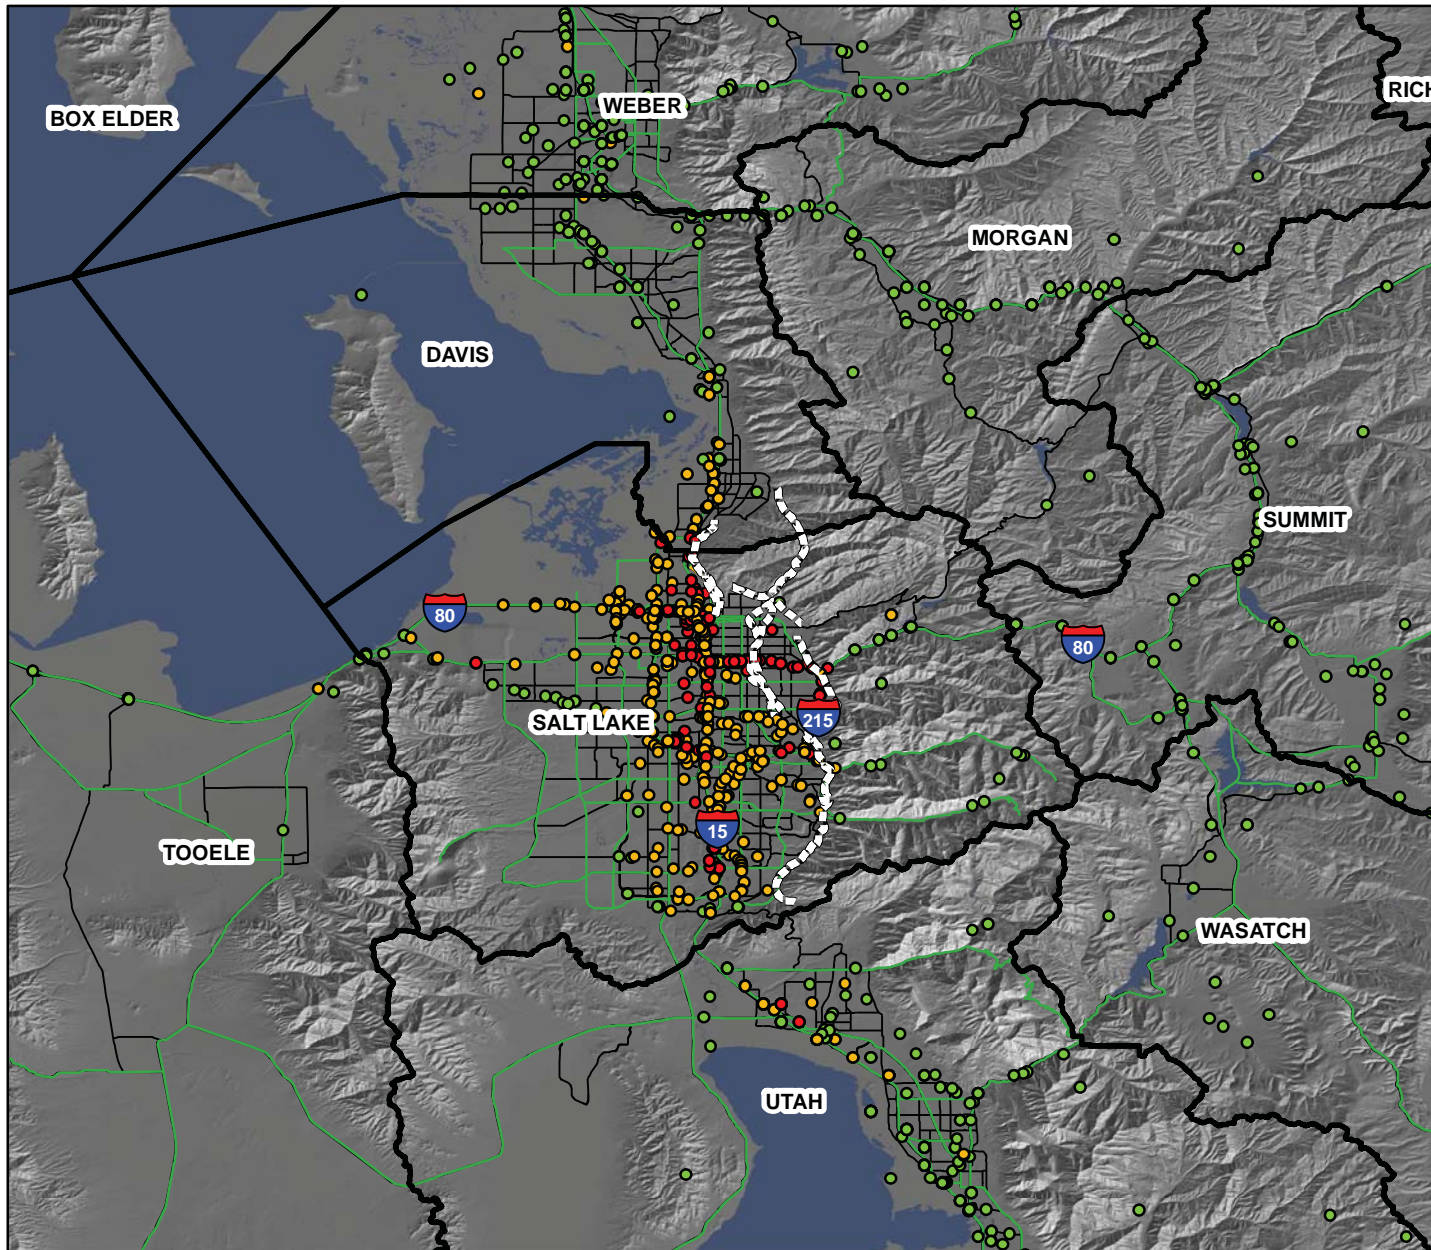 RICH
WEBER
BOX ELDER
MORGAN
DAVIS
SUMMIT
80
80
SALT LAKE
215
15
TOOELE
WASATCH
UTAH